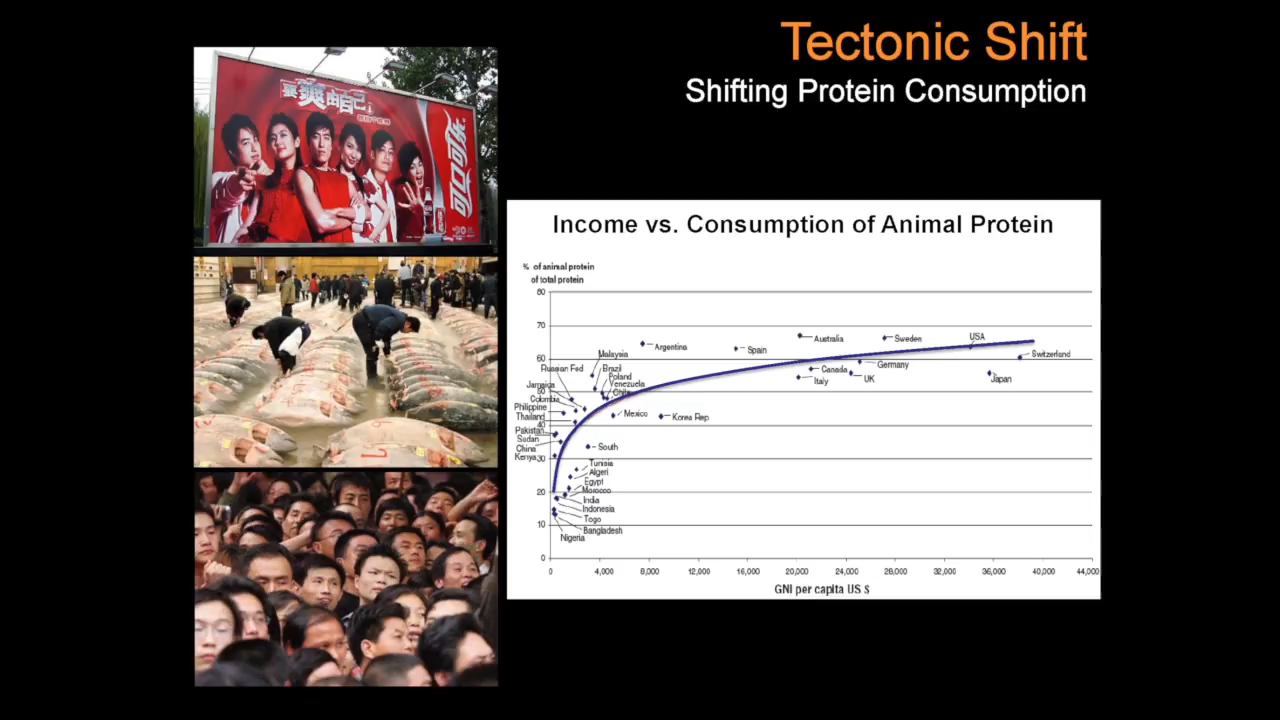 Tectonic Shift
Shifting Protein Consumption
要爽由自己
可口可乐
Income vs. Consumption of Animal Protein
% of animal protein
of total protein
80
70
60
50
40
30
20
10
0
Argentina
Spain
Australia
Sweden
USA
Switzerland
Malaysia
Russian Fed
Brazil
Poland
Jamaica
Venezuela
Chile
Colombia
Canada
Germany
Italy
UK
Japan
Philippine
Thailand
Mexico
Korea Rep
Pakistan
Sudan
China
Kenya
South
Tunisia
Algeri
Egypt
Morocco
India
Indonesia
Togo
Bangladesh
Nigeria
0 4,000 8,000 12,000 16,000 20,000 24,000 28,000 32,000 36,000 40,000 44,000
GNI per capita US $